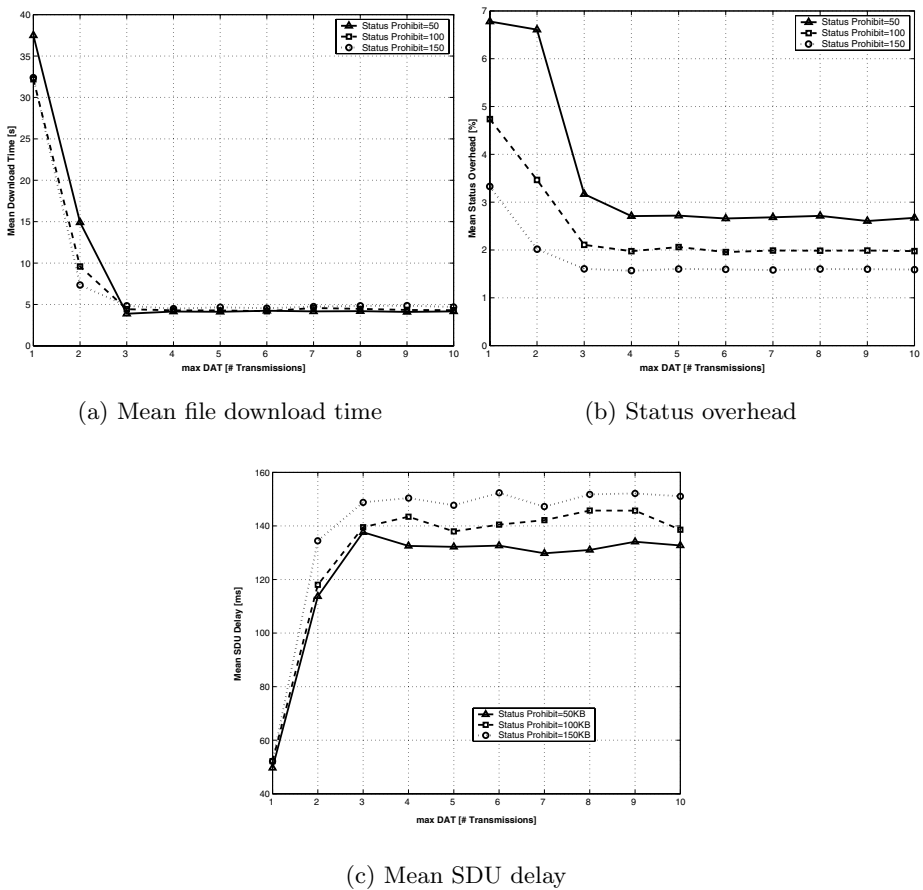 40
35
30
25
20
15
10
5
0
Mean Download Time [s]
Status Prohibit=50
Status Prohibit=100
Status Prohibit=150
1 2 3 4 5 6 7 8 9 10
max DAT [# Transmissions]
(a) Mean file download time
7
6
5
4
3
2
1
0
Mean Status Overhead [%]
Status Prohibit=50
Status Prohibit=100
Status Prohibit=150
1 2 3 4 5 6 7 8 9 10
max DAT [# Transmissions]
(b) Status overhead
160
140
120
100
80
60
40
Mean SDU Delay [ms]
Status Prohibit=50KB
Status Prohibit=100KB
Status Prohibit=150KB
1 2 3 4 5 6 7 8 9 10
max DAT [# Transmissions]
(c) Mean SDU delay